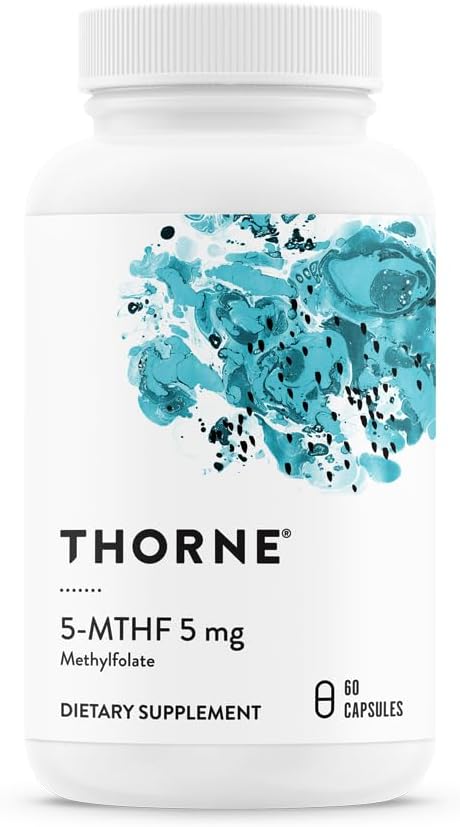 THORNE®
5-MTHF 5 mg
Methylfolate
DIETARY SUPPLEMENT
60
CAPSULES